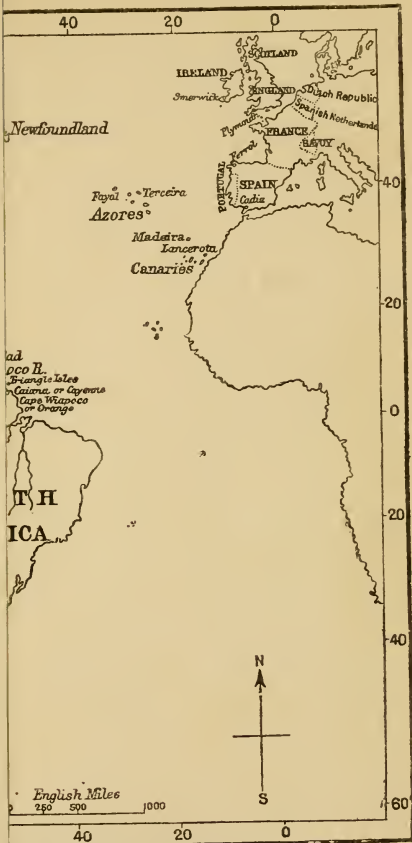 40
20
0
SCOTLAND
IRELAND
Smerwick
ENGLAND
Dutch Republic
Plymouth
Spanish Netherlands
Newfoundland
FRANCE
SAVOY
Ferrol
PORTUGAL
SPAIN
Cadiz
40
Fayal
Terceira
Azores
Madeira
Lancerota
Canaries
20
ad
oco R.
Triangle Isles
Caiana or Cayenne
Cape Wiapoco
or Orange
0
TH
ICA
20
40
N
S
English Miles
0 250 500 1000
60
40
20
0